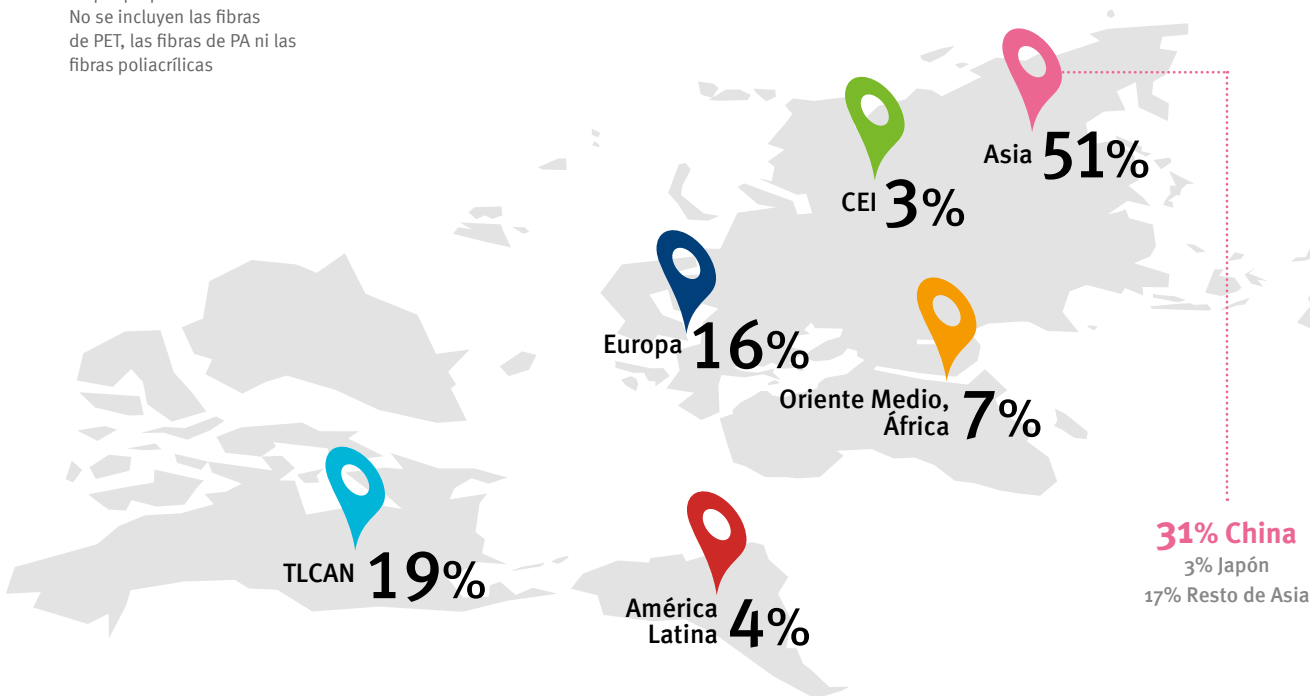 No se incluyen las fibras
de PET, las fibras de PA ni las
fibras poliacrílicas
Asia 51%
CEI 3%
Europa 16%
Oriente Medio,
África 7%
TLCAN 19%
América
Latina 4%
31% China
3% Japón
17% Resto de Asia